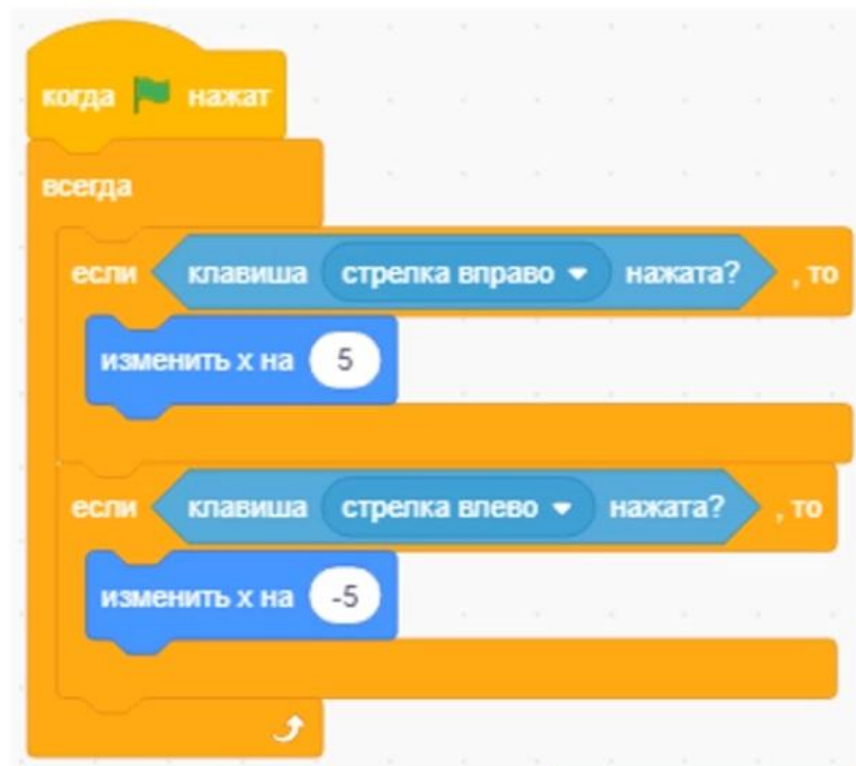 когда нажат
всегда
если клавиша стрелка вправо нажата? , то
изменить x на 5
если клавиша стрелка влево нажата? , то
изменить x на -5